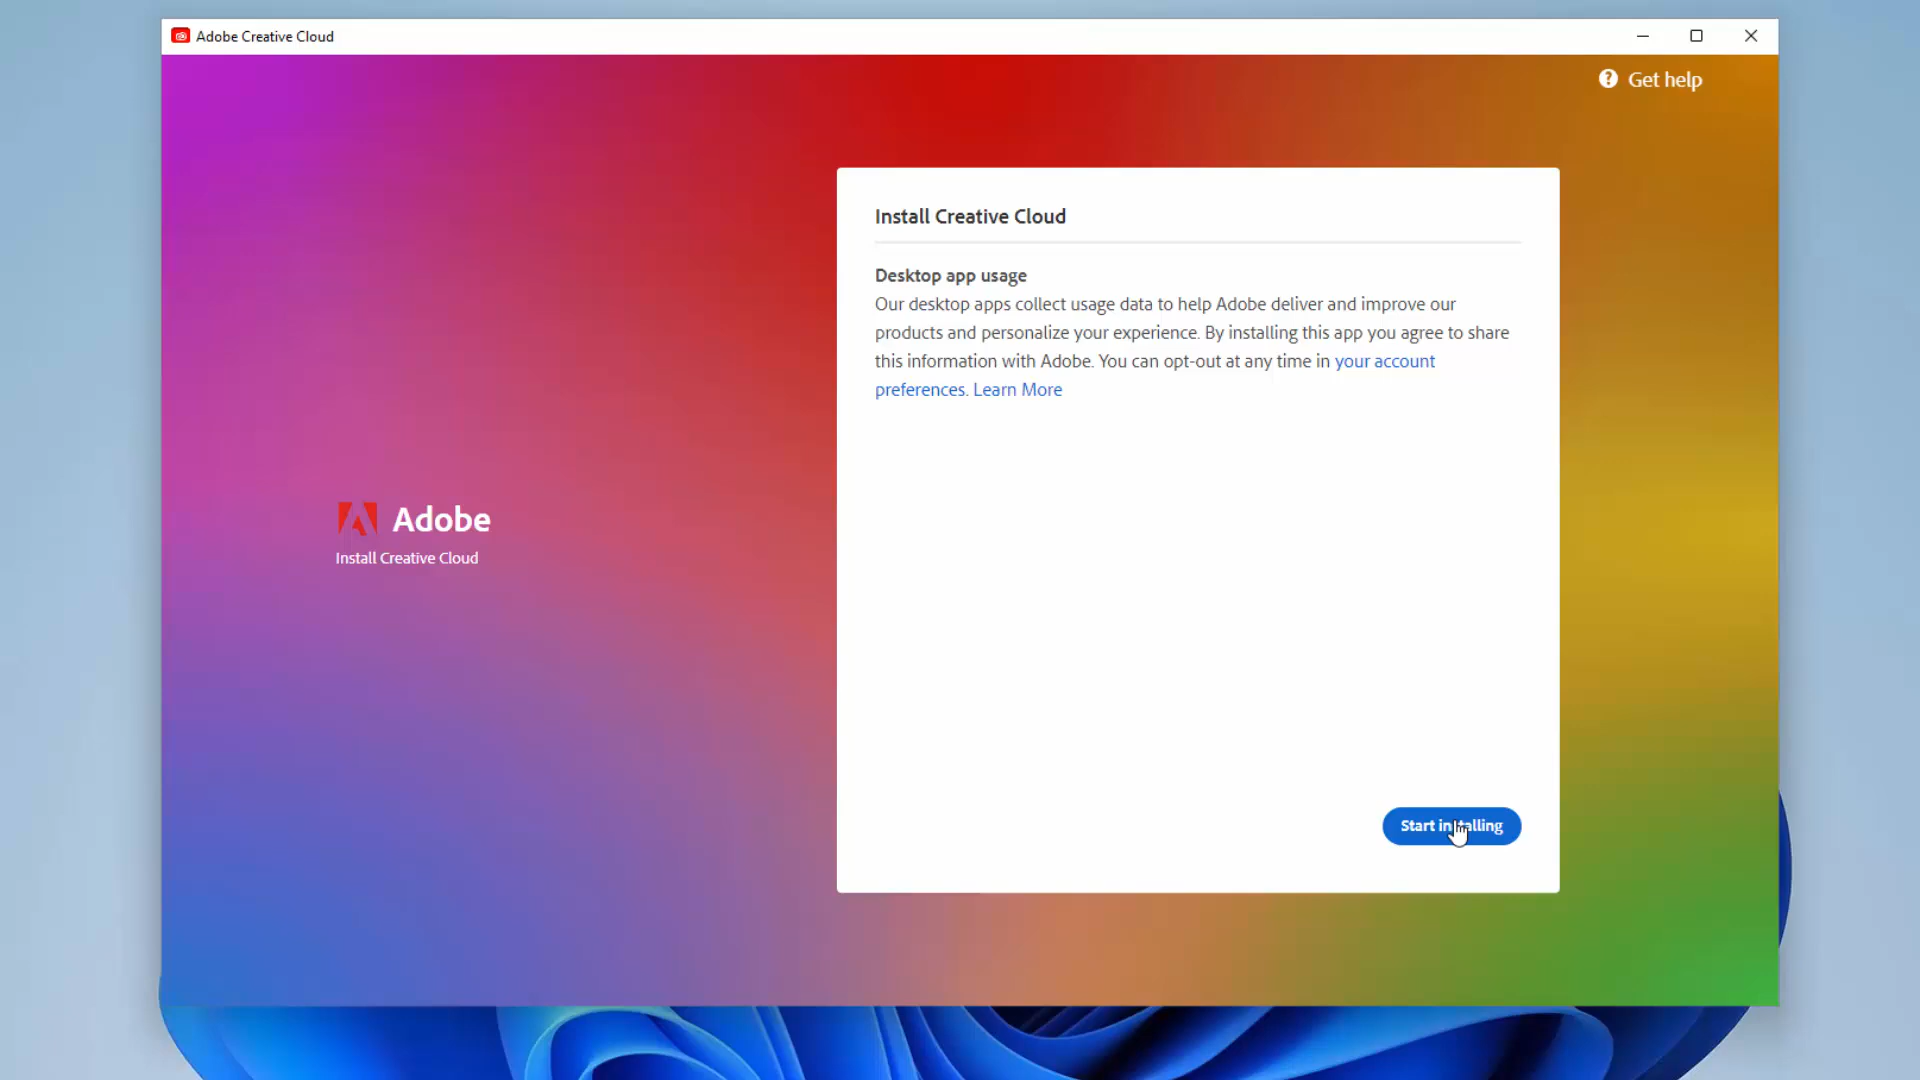 Adobe Creative Cloud
Get help
Install Creative Cloud
Desktop app usage
Our desktop apps collect usage data to help Adobe deliver and improve our
products and personalize your experience. By installing this app you agree to share
this information with Adobe. You can opt-out at any time in your account
preferences. Learn More
Adobe
Install Creative Cloud
Start installing